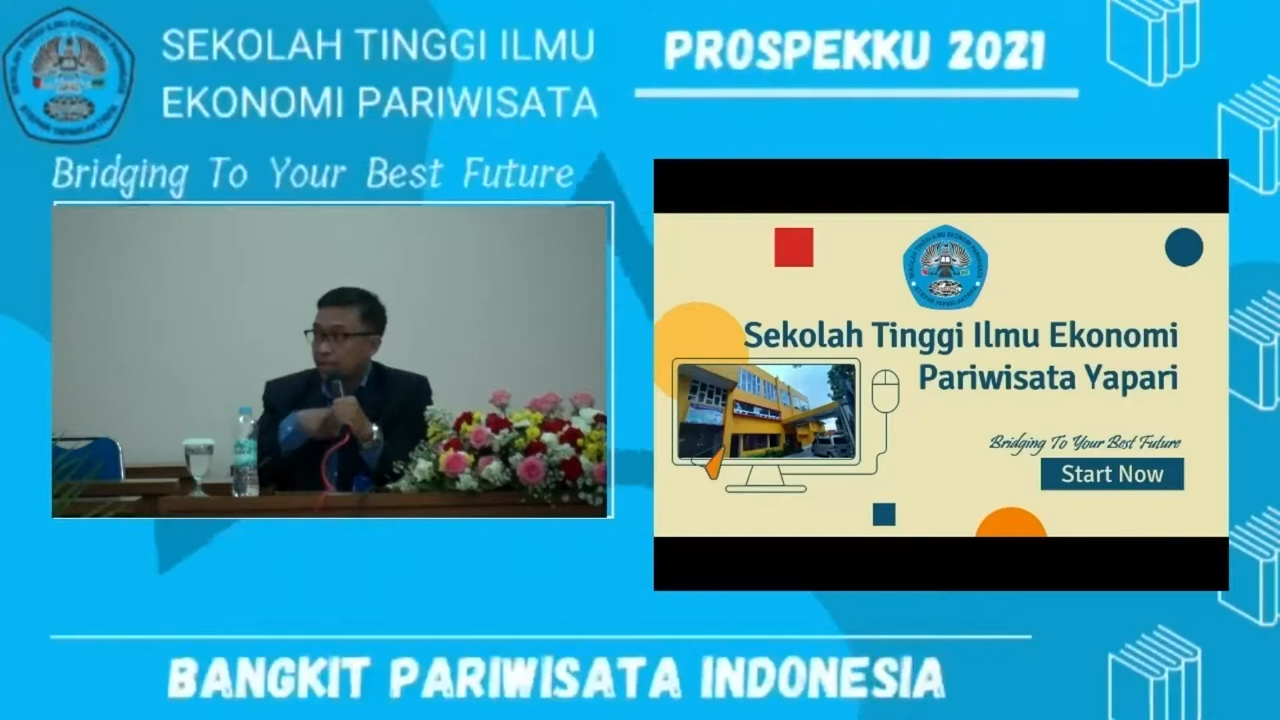 SEKOLAH TINGGI ILMU
EKONOMI PARIWISATA
Bridging To Your Best Future
PROSPEKKU 2021
Sekolah Tinggi Ilmu Ekonomi
Pariwisata Yapari
Bridging To Your Best Future
Start Now
BANGKIT PARIWISATA INDONESIA